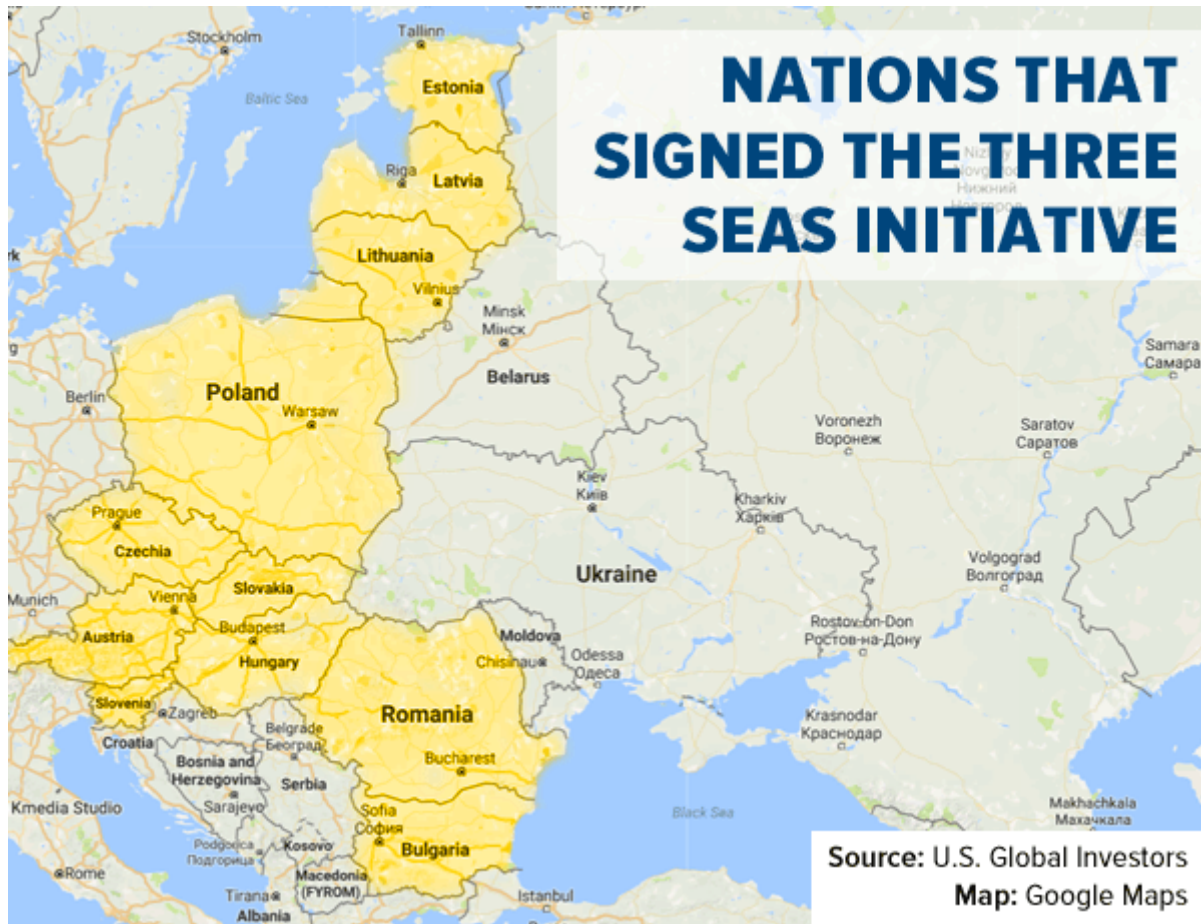 NATIONS THAT
SIGNED THE THREE
SEAS INITIATIVE
Stockholm
Tallinn
Baltic Sea
Estonia
Riga
Latvia
Lithuania
Vilnius
Minsk
Мінск
Belarus
Samara
Самара
Poland
Warsaw
Berlin
Voronezh
Воронеж
Saratov
Саратов
Kiev
Київ
Kharkiv
Харків
Prague
Czechia
Ukraine
Volgograd
Волгоград
Slovakia
Munich
Vienna
Austria
Budapest
Hungary
Moldova
Chisinau
Odessa
Одеса
Rostov-on-Don
Ростов-на-Дону
Slovenia
Zagreb
Croatia
Romania
Belgrade
Београд
Krasnodar
Краснодар
Bosnia and
Herzegovina
Sarajevo
Serbia
Bucharest
Kmedia Studio
Sofia
София
Black Sea
Makhachkala
Махачкала
Podgorica
Подгорица
Kosovo
Bulgaria
Rome
Macedonia
(FYROM)
Tirana
Albania
Istanbul
Source: U.S. Global Investors
Map: Google Maps